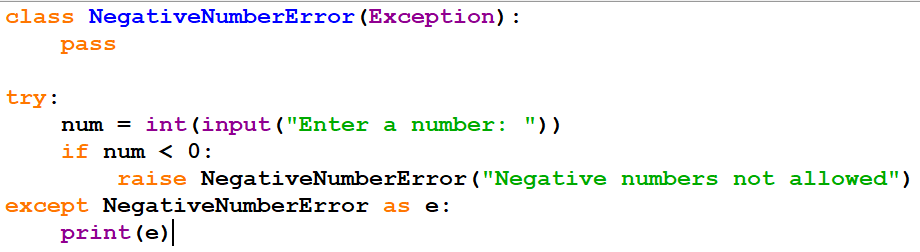 class NegativeNumberError(Exception):
    pass

try:
    num = int(input("Enter a number: "))
    if num < 0:
        raise NegativeNumberError("Negative numbers not allowed")
except NegativeNumberError as e:
    print(e)